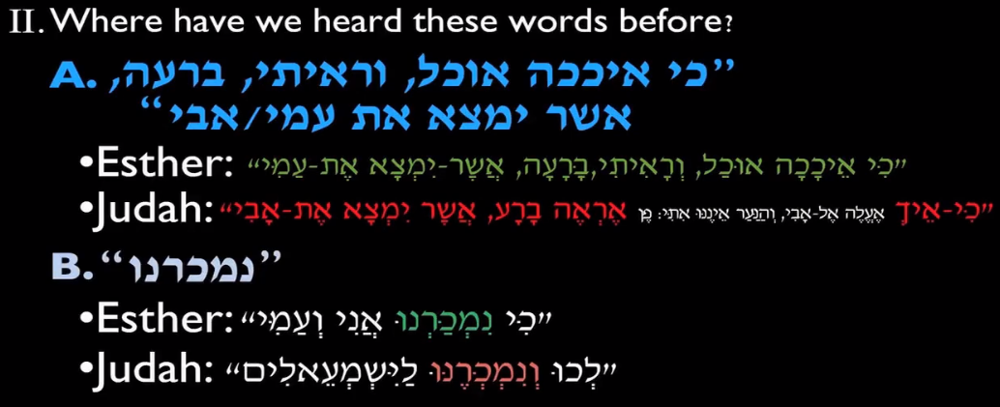 II. Where have we heard these words before?
A. "כי איככה אוכל, וראיתי, ברעה,
אשר ימצא את עמי/אבי"
•Esther: "כִּי אֵיכָכָה אוּכַל, וְרָאִיתִי,בָּרָעָה, אֲשֶׁר-יִמְצָא אֶת-עַמִּי"
•Judah: "כִּי-אֵיךְ אֶעֱלֶה אֶל-אָבִי, וְהַנַּעַר אֵינֶנּוּ אִתִּי: פֶּן אֶרְאֶה בָרָע, אֲשֶׁר יִמְצָא אֶת-אָבִי"
B. "נמכרנו"
•Esther: "כִּי נִמְכַּרְנוּ אֲנִי וְעַמִּי"
•Judah: "לְכוּ וְנִמְכְּרֶנּוּ לַיִּשְׁמְעֵאלִים"